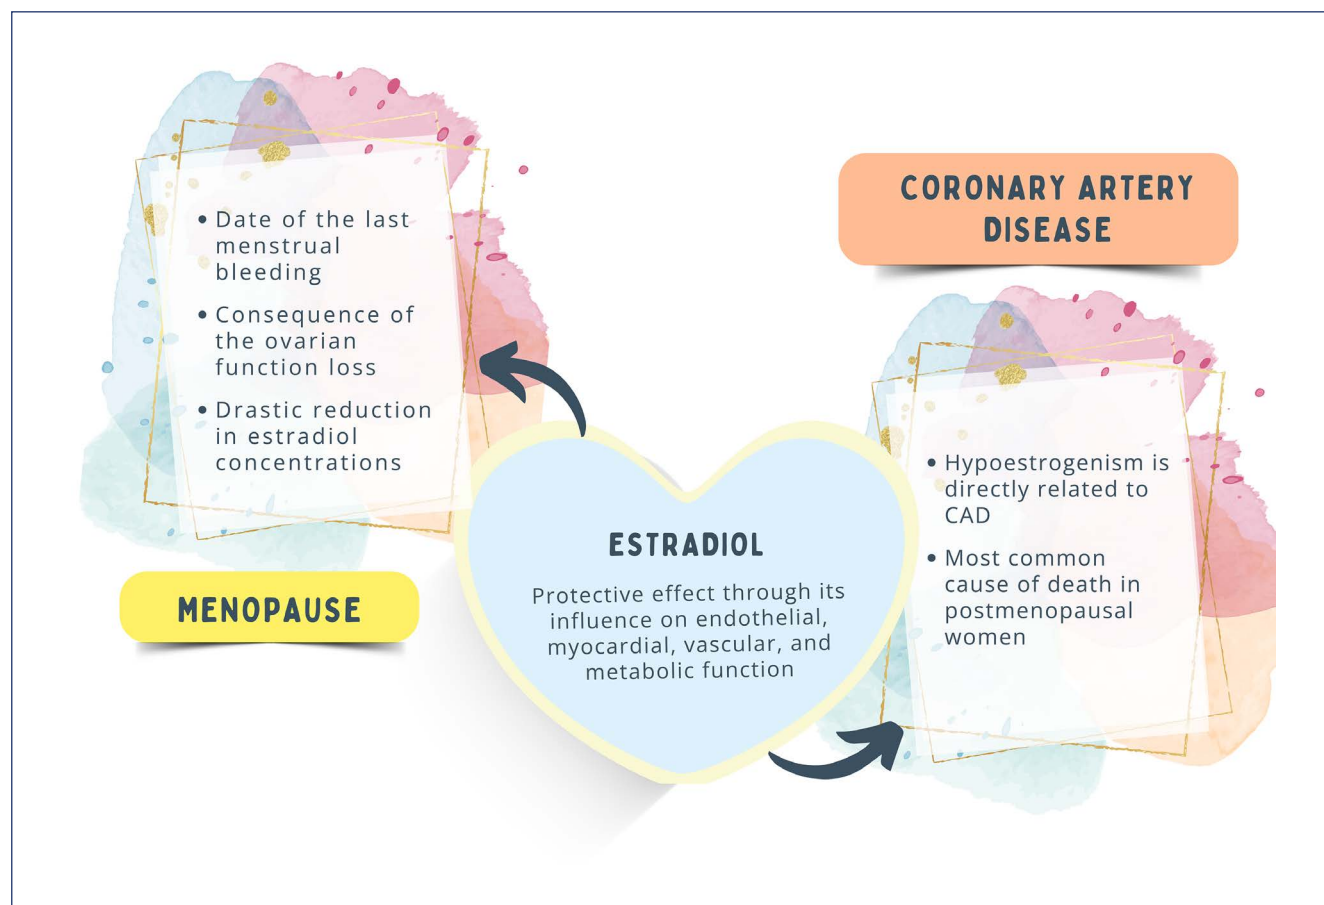 • Date of the last
menstrual
bleeding
• Consequence of
the ovarian
function loss
• Drastic reduction
in estradiol
concentrations
MENOPAUSE
ESTRADIOL
Protective effect through its
influence on endothelial,
myocardial, vascular, and
metabolic function
CORONARY ARTERY
DISEASE
• Hypoestrogenism is
directly related to
CAD
• Most common
cause of death in
postmenopausal
women